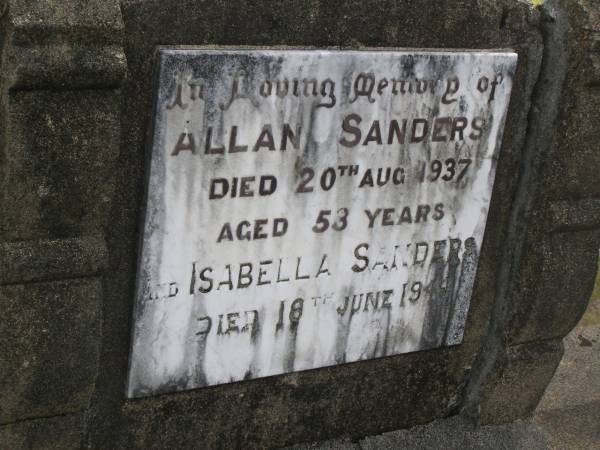 In Loving Memory of
ALLAN SANDERS
DIED 20TH AUG 1937
AGED 53 YEARS
AND ISABELLA SANDERS
DIED 18TH JUNE